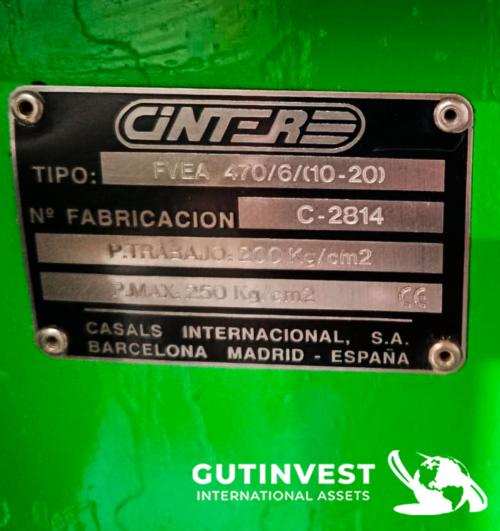 CINTER
TIPO: FVEA 470/6/(10-20)
Nº FABRICACION C-2814
P.TRABAJO: 200 Kg/cm2
P.MAX: 250 Kg/cm2 CE
CASALS INTERNACIONAL, S.A.
BARCELONA MADRID - ESPAÑA
GUTINVEST
INTERNATIONAL ASSETS